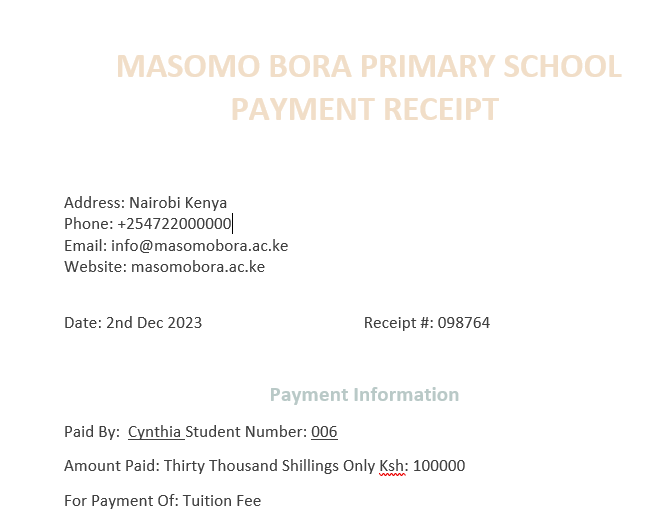 MASOMO BORA PRIMARY SCHOOL
PAYMENT RECEIPT
Address: Nairobi Kenya
Phone: +254722000000
Email: info@masomobora.ac.ke
Website: masomobora.ac.ke
Date: 2nd Dec 2023 Receipt #: 098764
Payment Information
Paid By: Cynthia Student Number: 006
Amount Paid: Thirty Thousand Shillings Only Ksh: 100000
For Payment Of: Tuition Fee